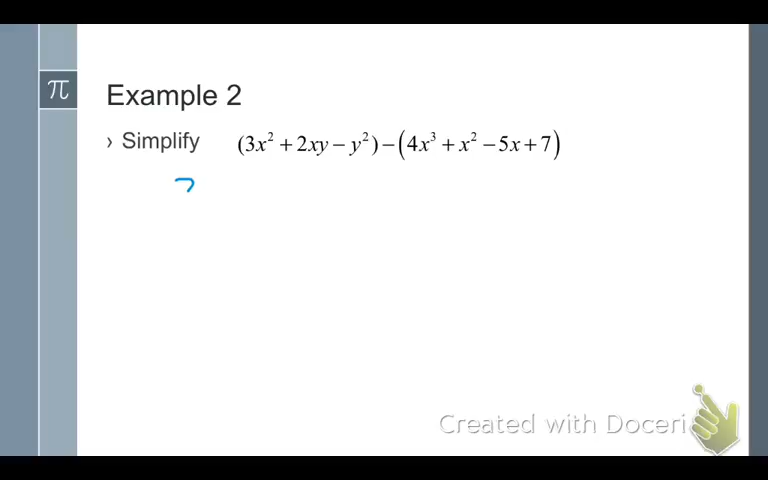 π
Example 2
› Simplify (3x² + 2xy − y²) − (4x³ + x² − 5x + 7)
Created with Doceri